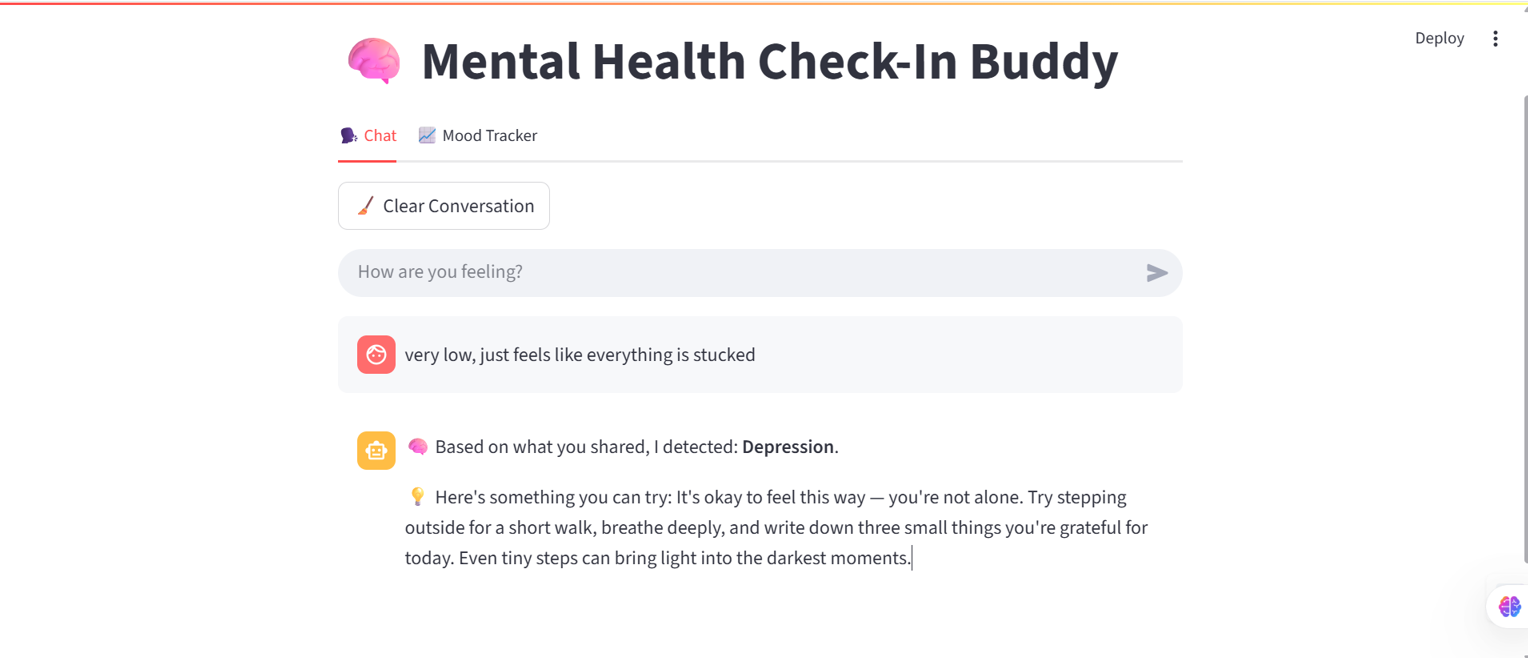 Deploy
🧠 Mental Health Check-In Buddy
🗣️ Chat 📈 Mood Tracker
🧹 Clear Conversation
How are you feeling?
very low, just feels like everything is stucked
🧠 Based on what you shared, I detected: Depression.
💡 Here's something you can try: It's okay to feel this way — you're not alone. Try stepping
outside for a short walk, breathe deeply, and write down three small things you're grateful for
today. Even tiny steps can bring light into the darkest moments.